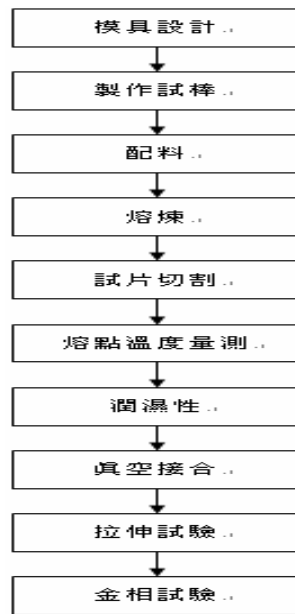 模具設計
製作試棒
配料
熔煉
試片切割
熔點溫度量測
潤濕性
真空接合
拉伸試驗
金相試驗